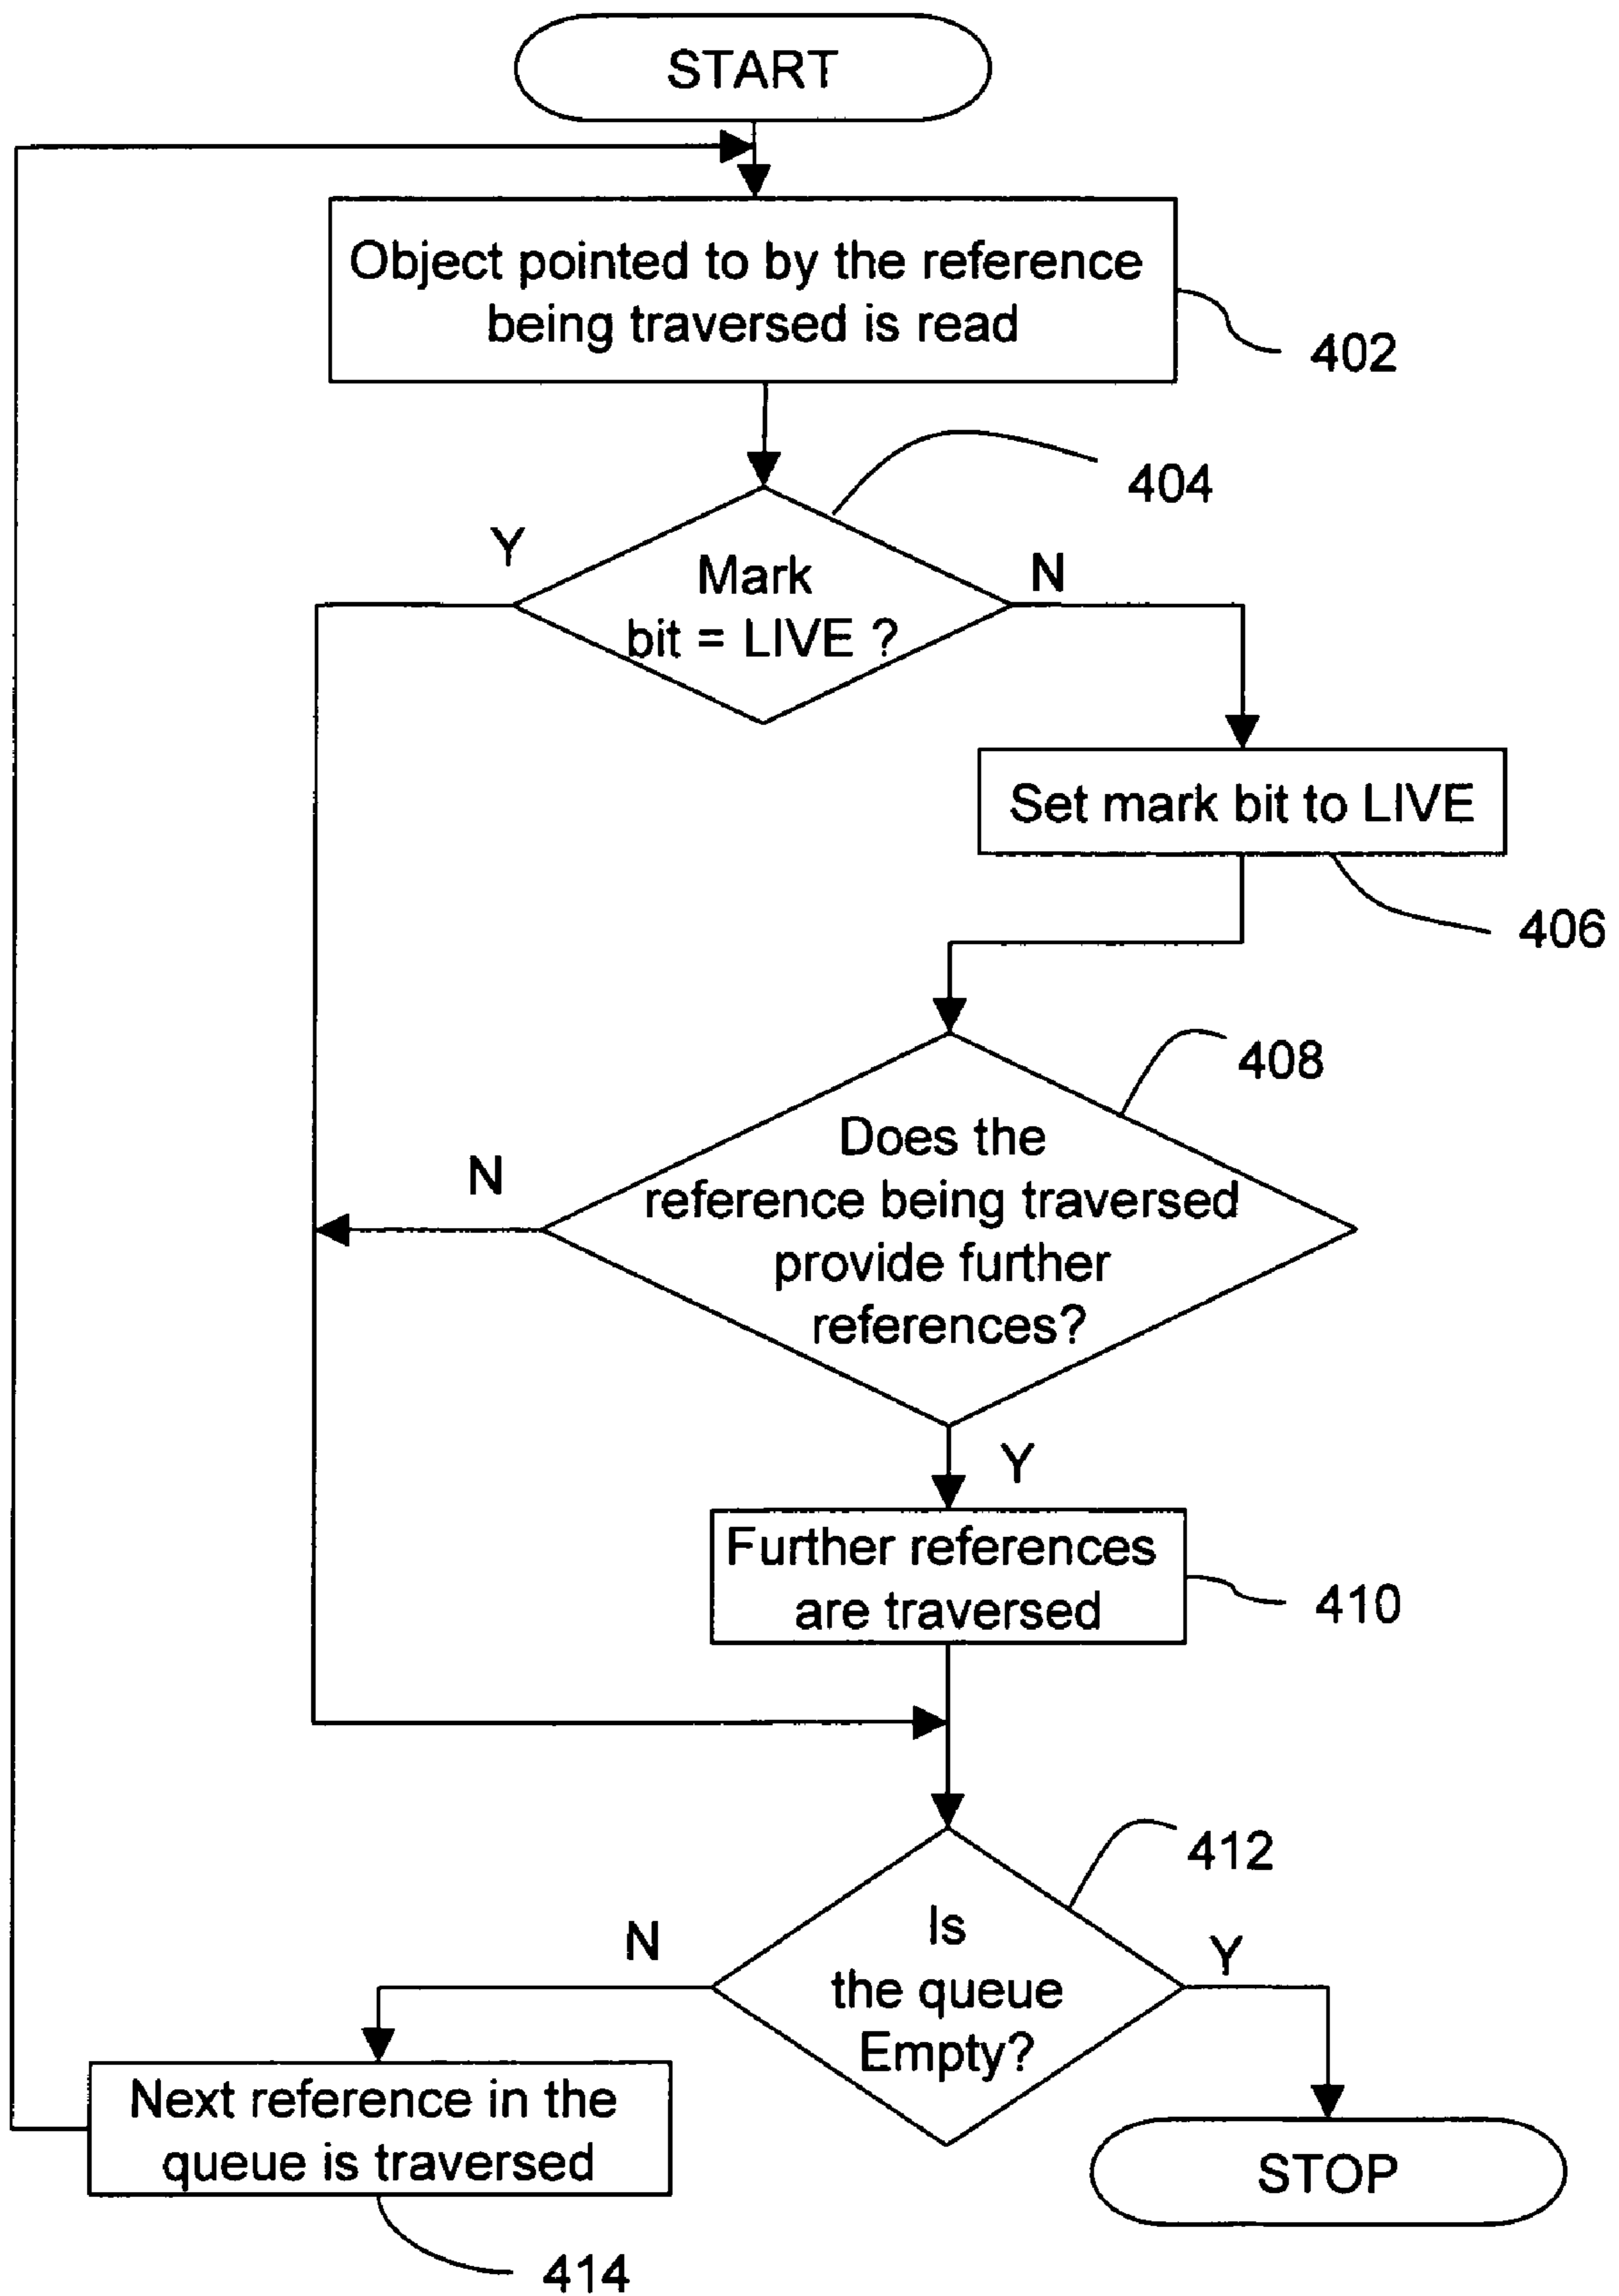 START
Object pointed to by the reference
being traversed is read
402
404
Y
N
Mark
bit = LIVE ?
Set mark bit to LIVE
406
408
Does the
reference being traversed
provide further
references?
N
Y
Further references
are traversed
410
412
Is
the queue
Empty?
N
Y
Next reference in the
queue is traversed
414
STOP